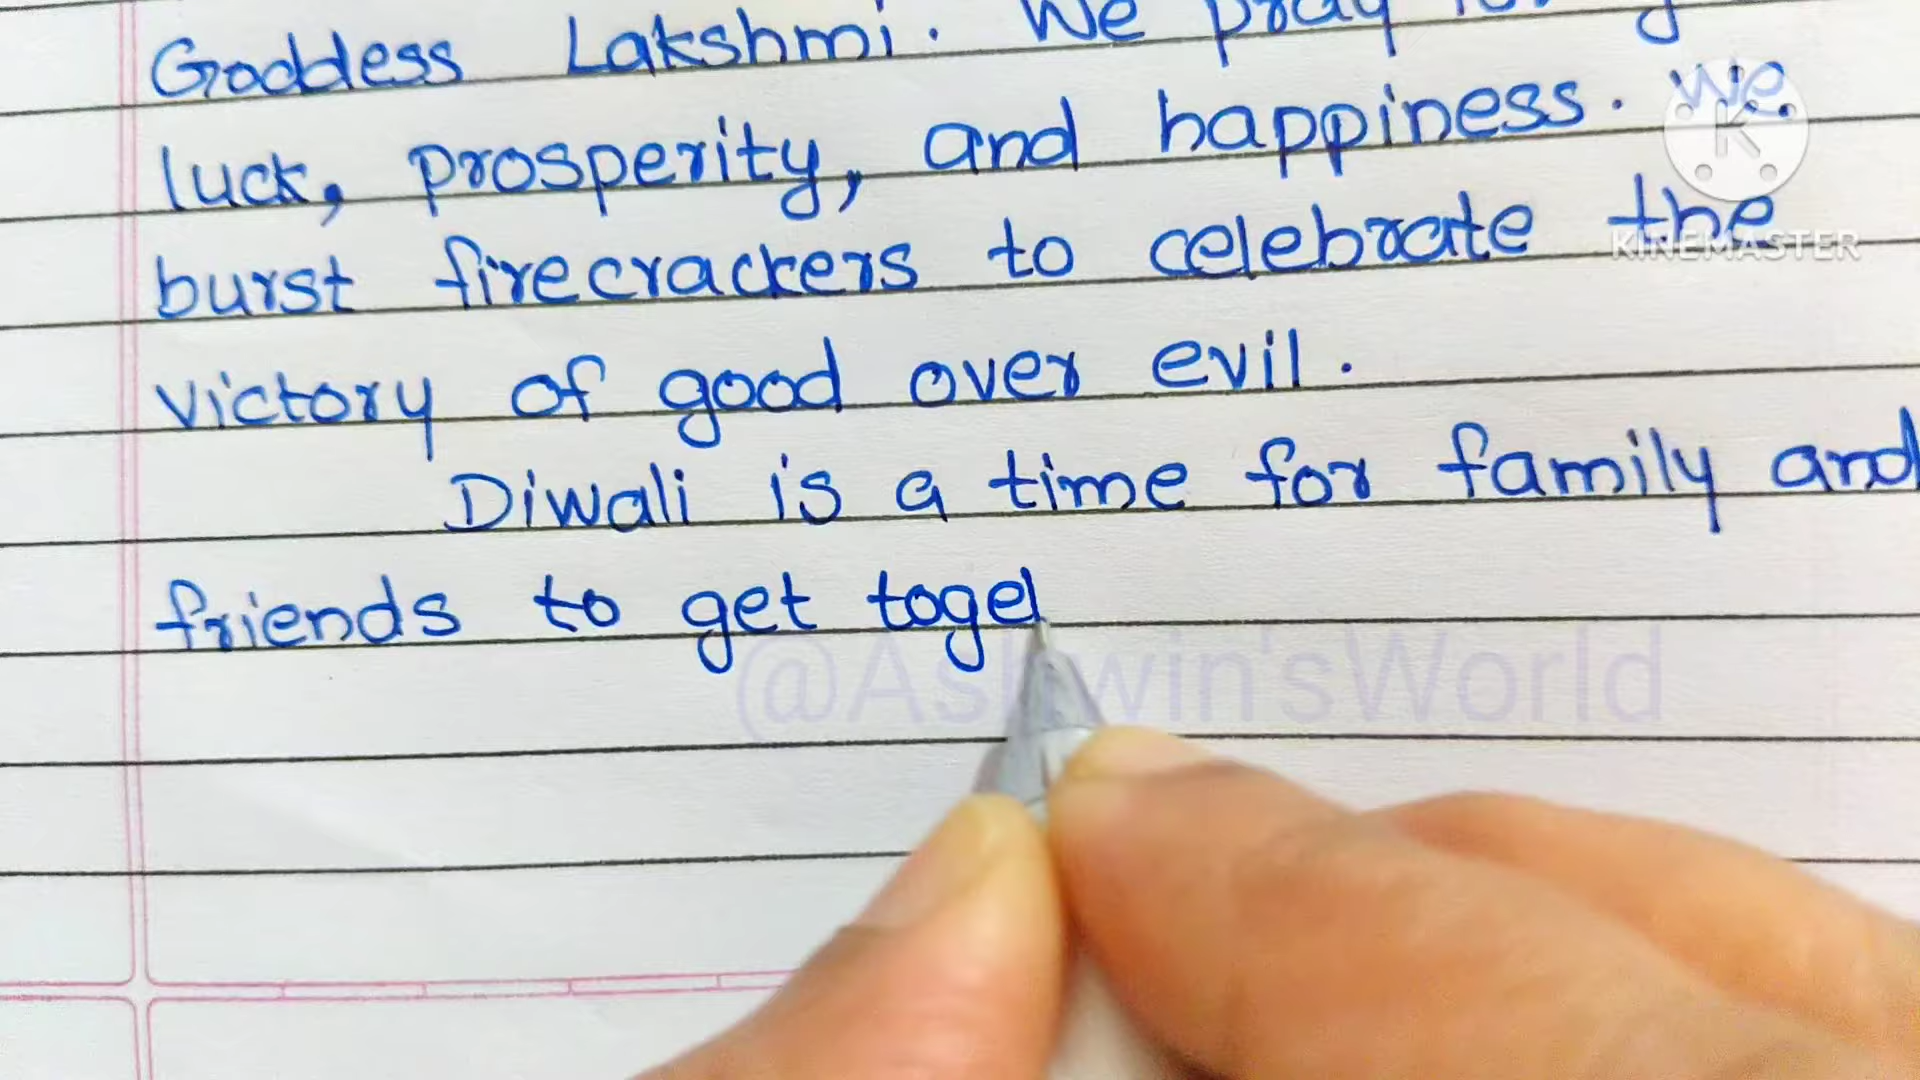 Goddess Lakshmi. We pray
luck, prosperity, and happiness. We
burst firecrackers to celebrate the
KINEMASTER
victory of good over evil.
Diwali is a time for family and
friends to get toge
@Ashwin'sWorld